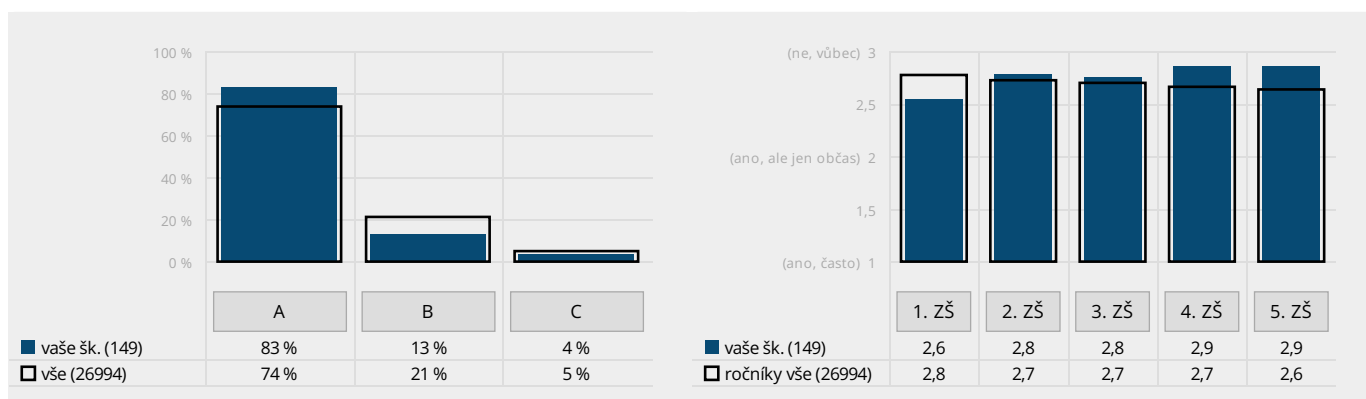 100 %
80 %
60 %
40 %
20 %
0 %
A B C
vaše šk. (149) 83 % 13 % 4 %
vše (26994) 74 % 21 % 5 %
(ne, vůbec) 3
2,5
(ano, ale jen občas) 2
1,5
(ano, často) 1
1. ZŠ 2. ZŠ 3. ZŠ 4. ZŠ 5. ZŠ
vaše šk. (149) 2,6 2,8 2,8 2,9 2,9
ročníky vše (26994) 2,8 2,7 2,7 2,7 2,6